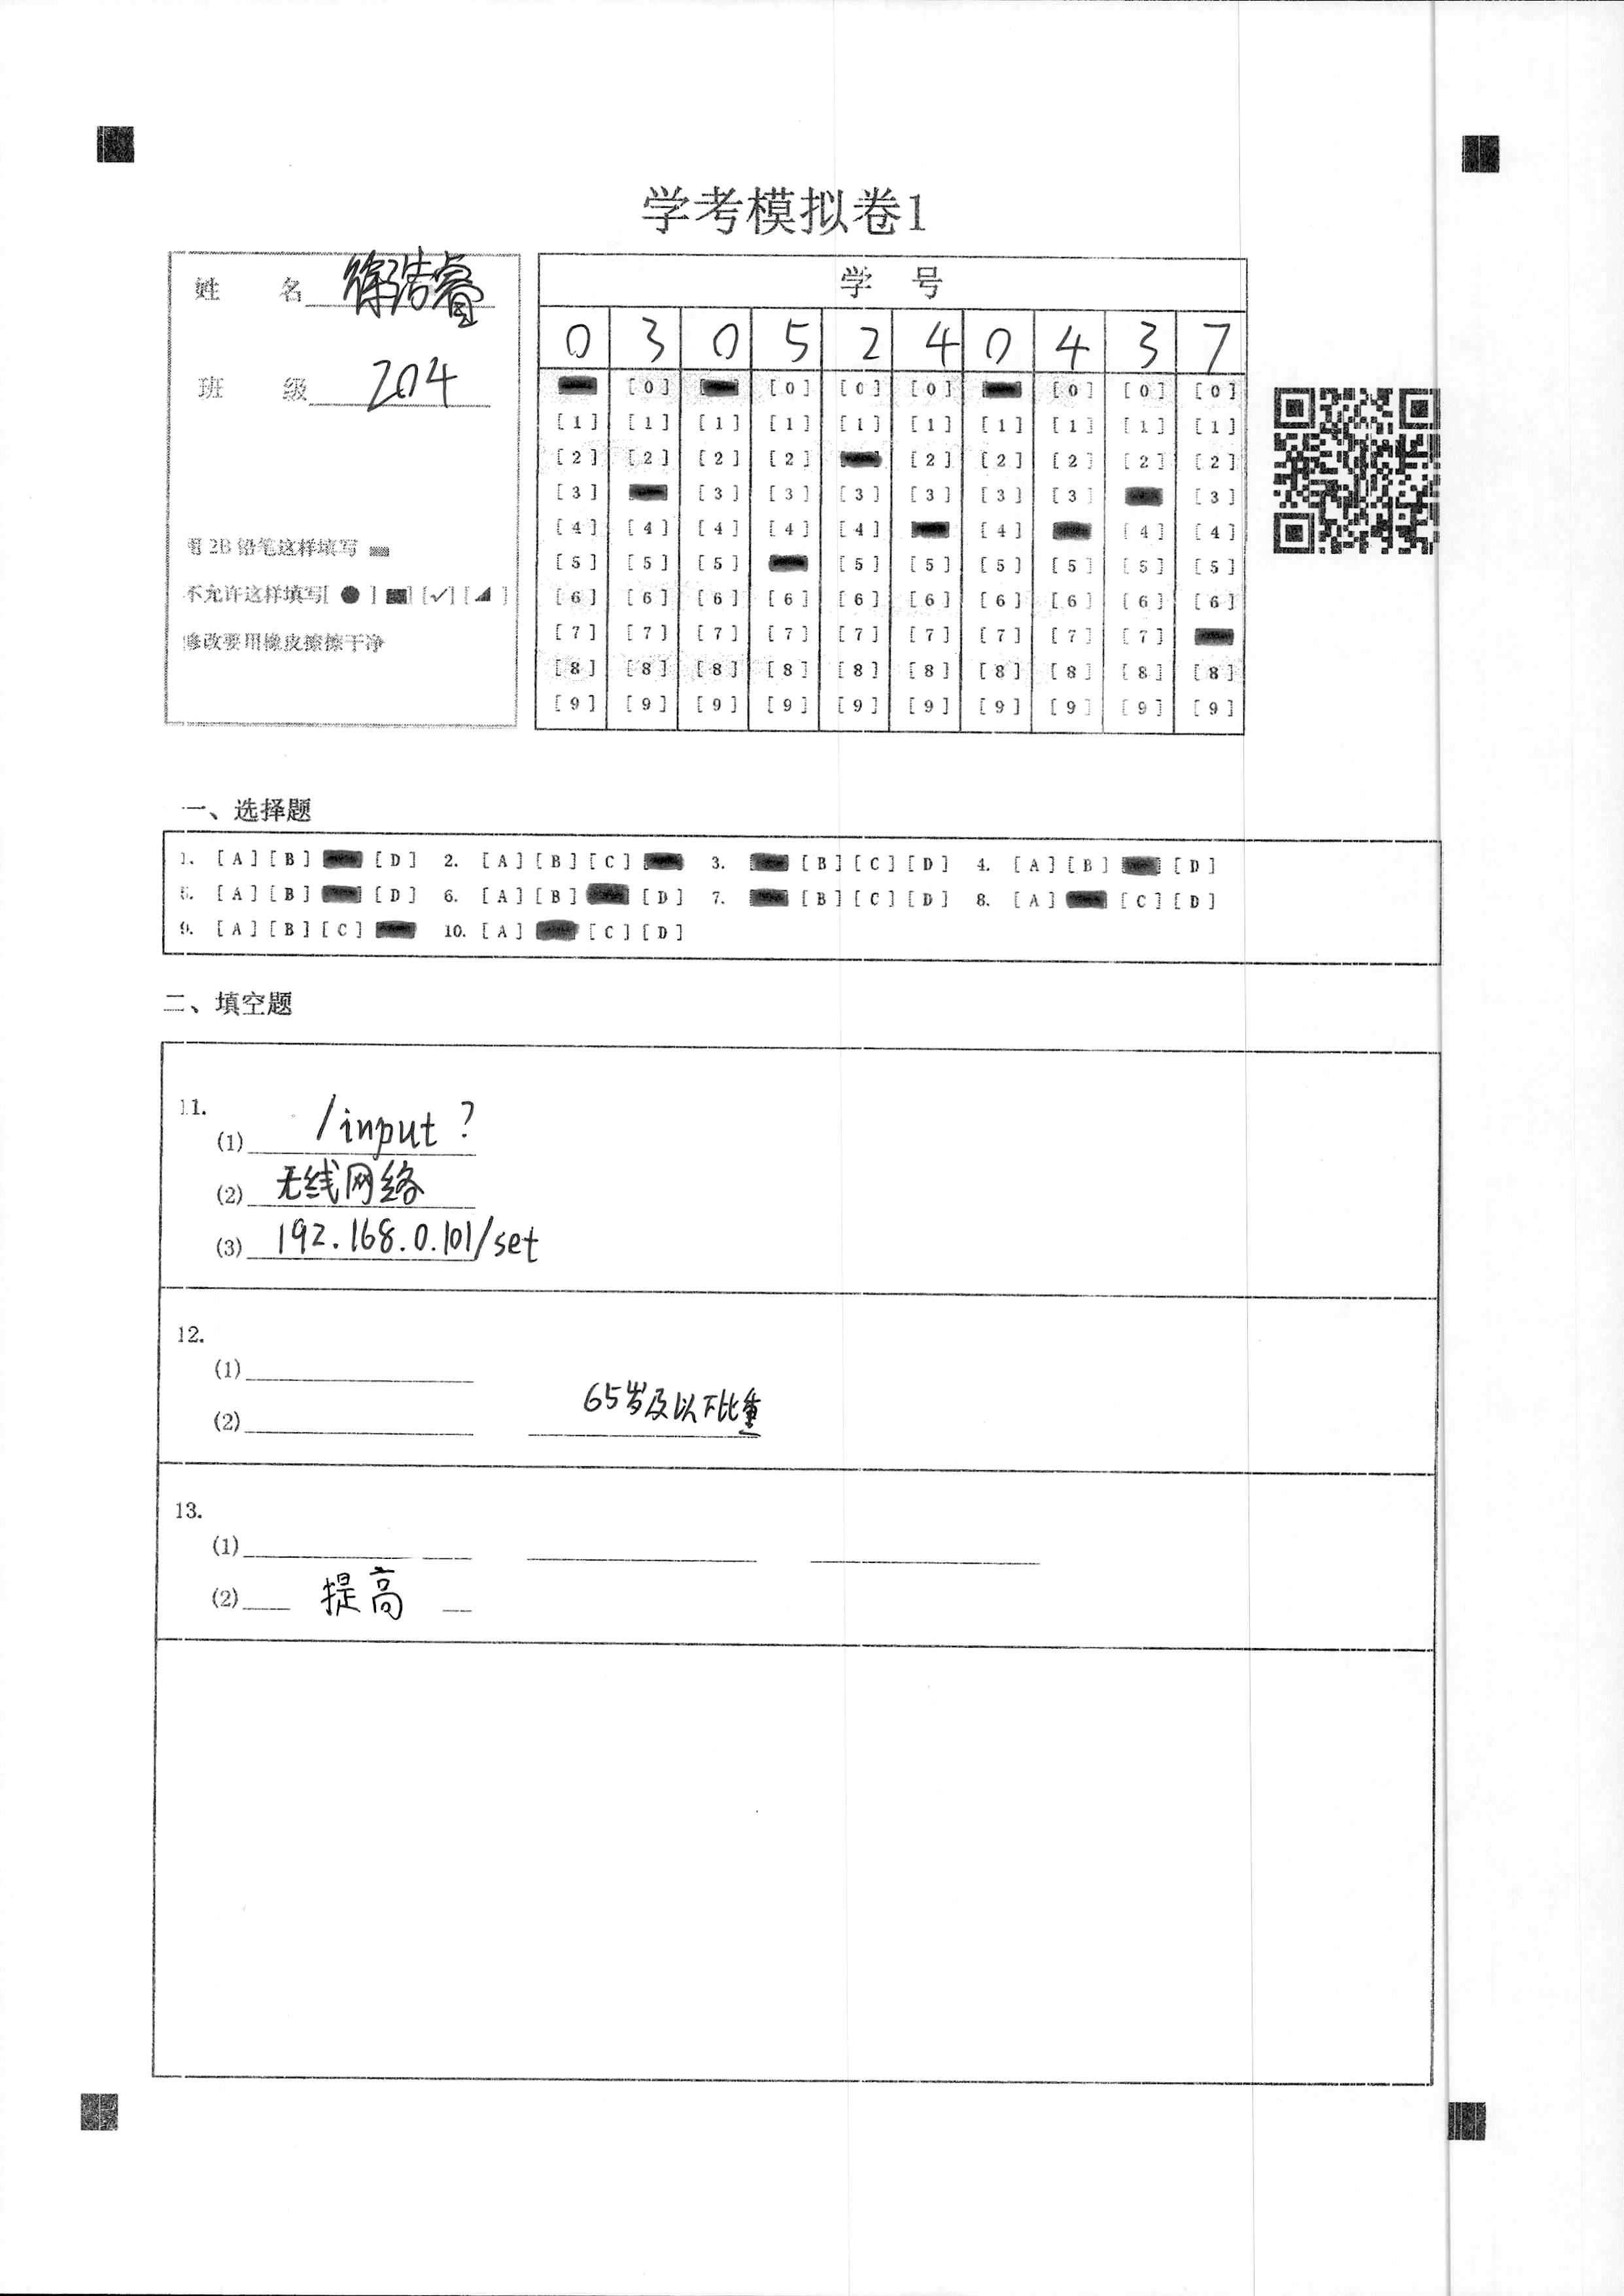 学考模拟卷1
姓 名 徐浩睿
班 级 204
用 2B 铅笔这样填写
不允许这样填写[ ● ] [■] [✓] [◢ ]
修改要用橡皮擦擦干净
学 号
0 3 0 5 2 4 0 4 3 7
[0] [0] [0] [0] [0] [0] [0]
[1] [1] [1] [1] [1] [1] [1] [1] [1] [1]
[2] [2] [2] [2] [2] [2] [2] [2] [2]
[3] [3] [3] [3] [3] [3] [3] [3]
[4] [4] [4] [4] [4] [4] [4] [4]
[5] [5] [5] [5] [5] [5] [5] [5] [5]
[6] [6] [6] [6] [6] [6] [6] [6] [6] [6]
[7] [7] [7] [7] [7] [7] [7] [7] [7]
[8] [8] [8] [8] [8] [8] [8] [8] [8] [8]
[9] [9] [9] [9] [9] [9] [9] [9] [9] [9]
一、选择题
1. [A] [B] [D] 2. [A] [B] [C] 3. [B] [C] [D] 4. [A] [B] [D]
5. [A] [B] [D] 6. [A] [B] [D] 7. [B] [C] [D] 8. [A] [C] [D]
9. [A] [B] [C] 10. [A] [C] [D]
二、填空题
11.
(1) /input?
(2) 无线网络
(3) 192.168.0.101/set
12.
(1)
(2) 65岁及以下比重
13.
(1)
(2) 提高